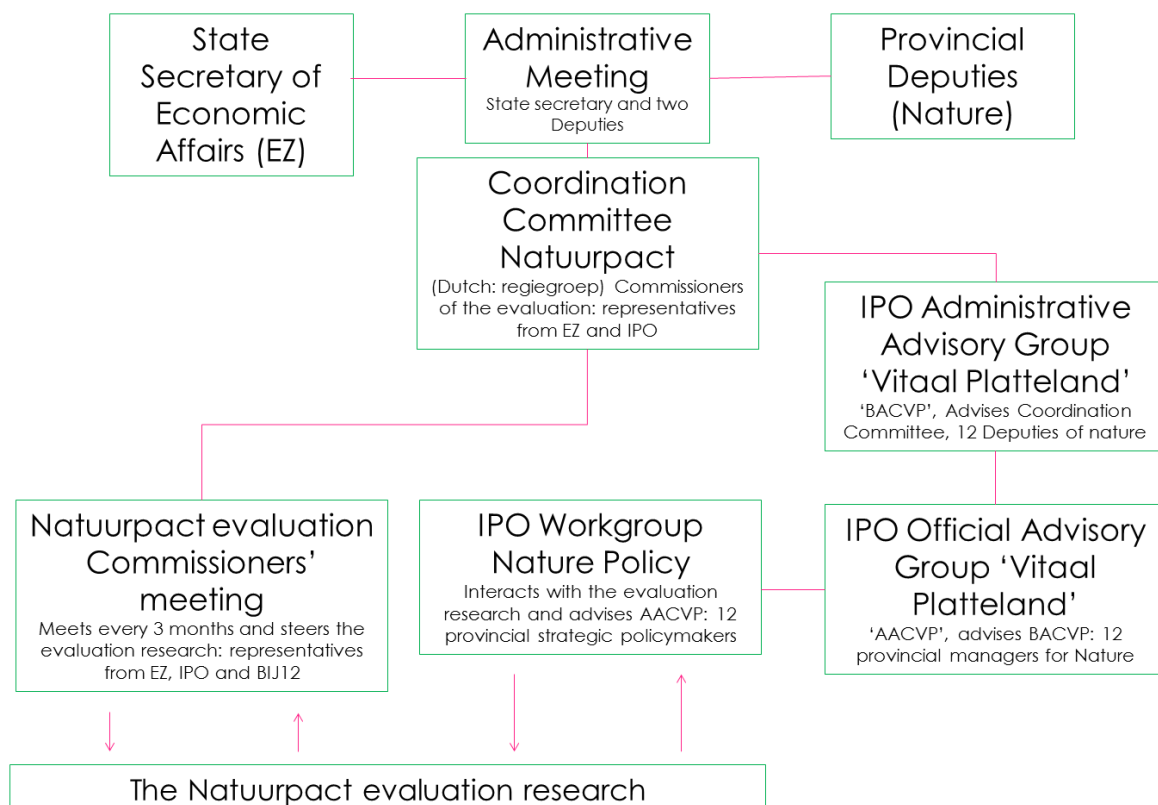 State
Secretary of
Economic
Affairs (EZ)
Administrative
Meeting
State secretary and two
Deputies
Provincial
Deputies
(Nature)
Coordination
Committee
Natuurpact
(Dutch: regiegroep) Commissioners
of the evaluation: representatives
from EZ and IPO
IPO Administrative
Advisory Group
‘Vitaal Platteland’
‘BACVP’, Advises Coordination
Committee, 12 Deputies of nature
Natuurpact evaluation
Commissioners’
meeting
Meets every 3 months and steers the
evaluation research: representatives
from EZ, IPO and BIJ12
IPO Workgroup
Nature Policy
Interacts with the evaluation
research and advises AACVP: 12
provincial strategic policymakers
IPO Official Advisory
Group ‘Vitaal
Platteland’
‘AACVP’, advises BACVP: 12
provincial managers for Nature
The Natuurpact evaluation research